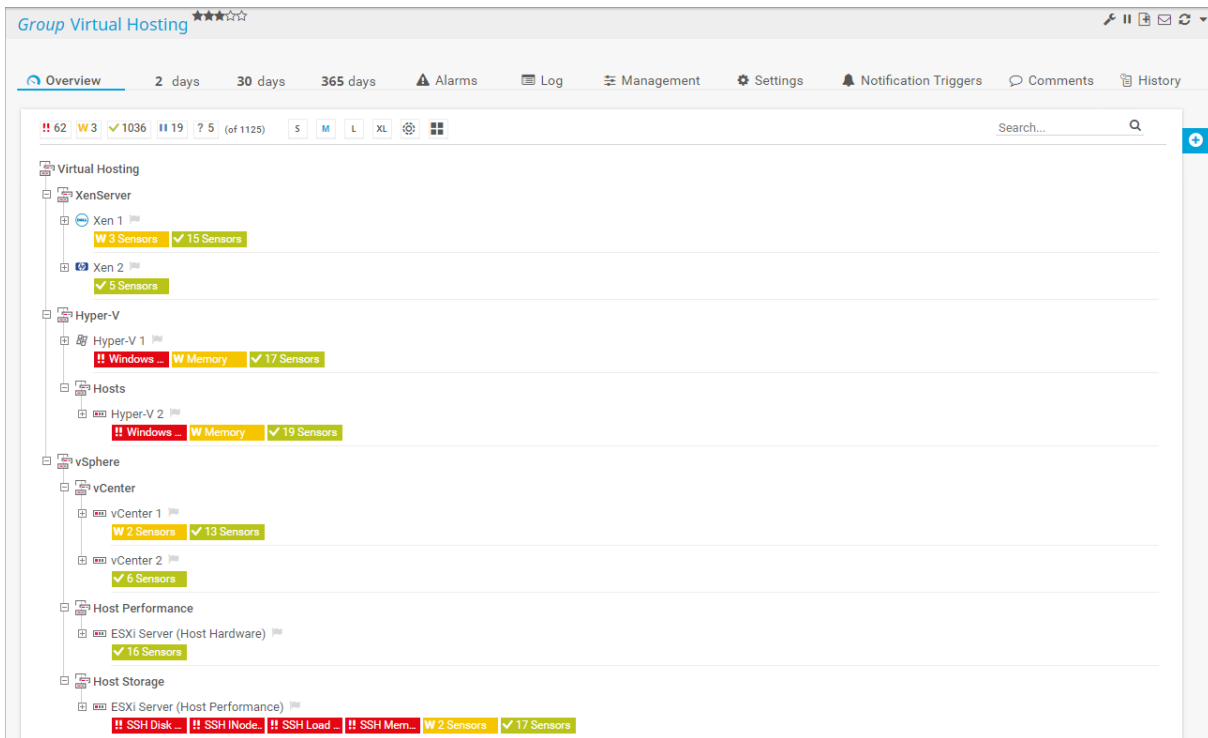 Group Virtual Hosting
Overview 2 days 30 days 365 days Alarms Log Management Settings Notification Triggers Comments History
!! 62 W 3 1036 19 ? 5 (of 1125) S M L XL Search...
Virtual Hosting
XenServer
Xen 1
W 3 Sensors 15 Sensors
Xen 2
5 Sensors
Hyper-V
Hyper-V 1
!! Windows ... W Memory 17 Sensors
Hosts
Hyper-V 2
!! Windows ... W Memory 19 Sensors
vSphere
vCenter
vCenter 1
W 2 Sensors 13 Sensors
vCenter 2
6 Sensors
Host Performance
ESXi Server (Host Hardware)
16 Sensors
Host Storage
ESXi Server (Host Performance)
!! SSH Disk ... !! SSH INode.. !! SSH Load ... !! SSH Mem... W 2 Sensors 17 Sensors